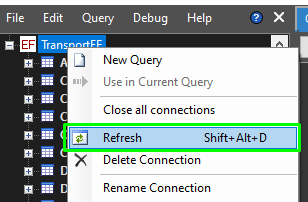 File Edit Query Debug Help ? X
EF TransportEF
New Query
A
Use in Current Query
C
Close all connections
C
Refresh Shift+Alt+D
Delete Connection
D
Rename Connection
D